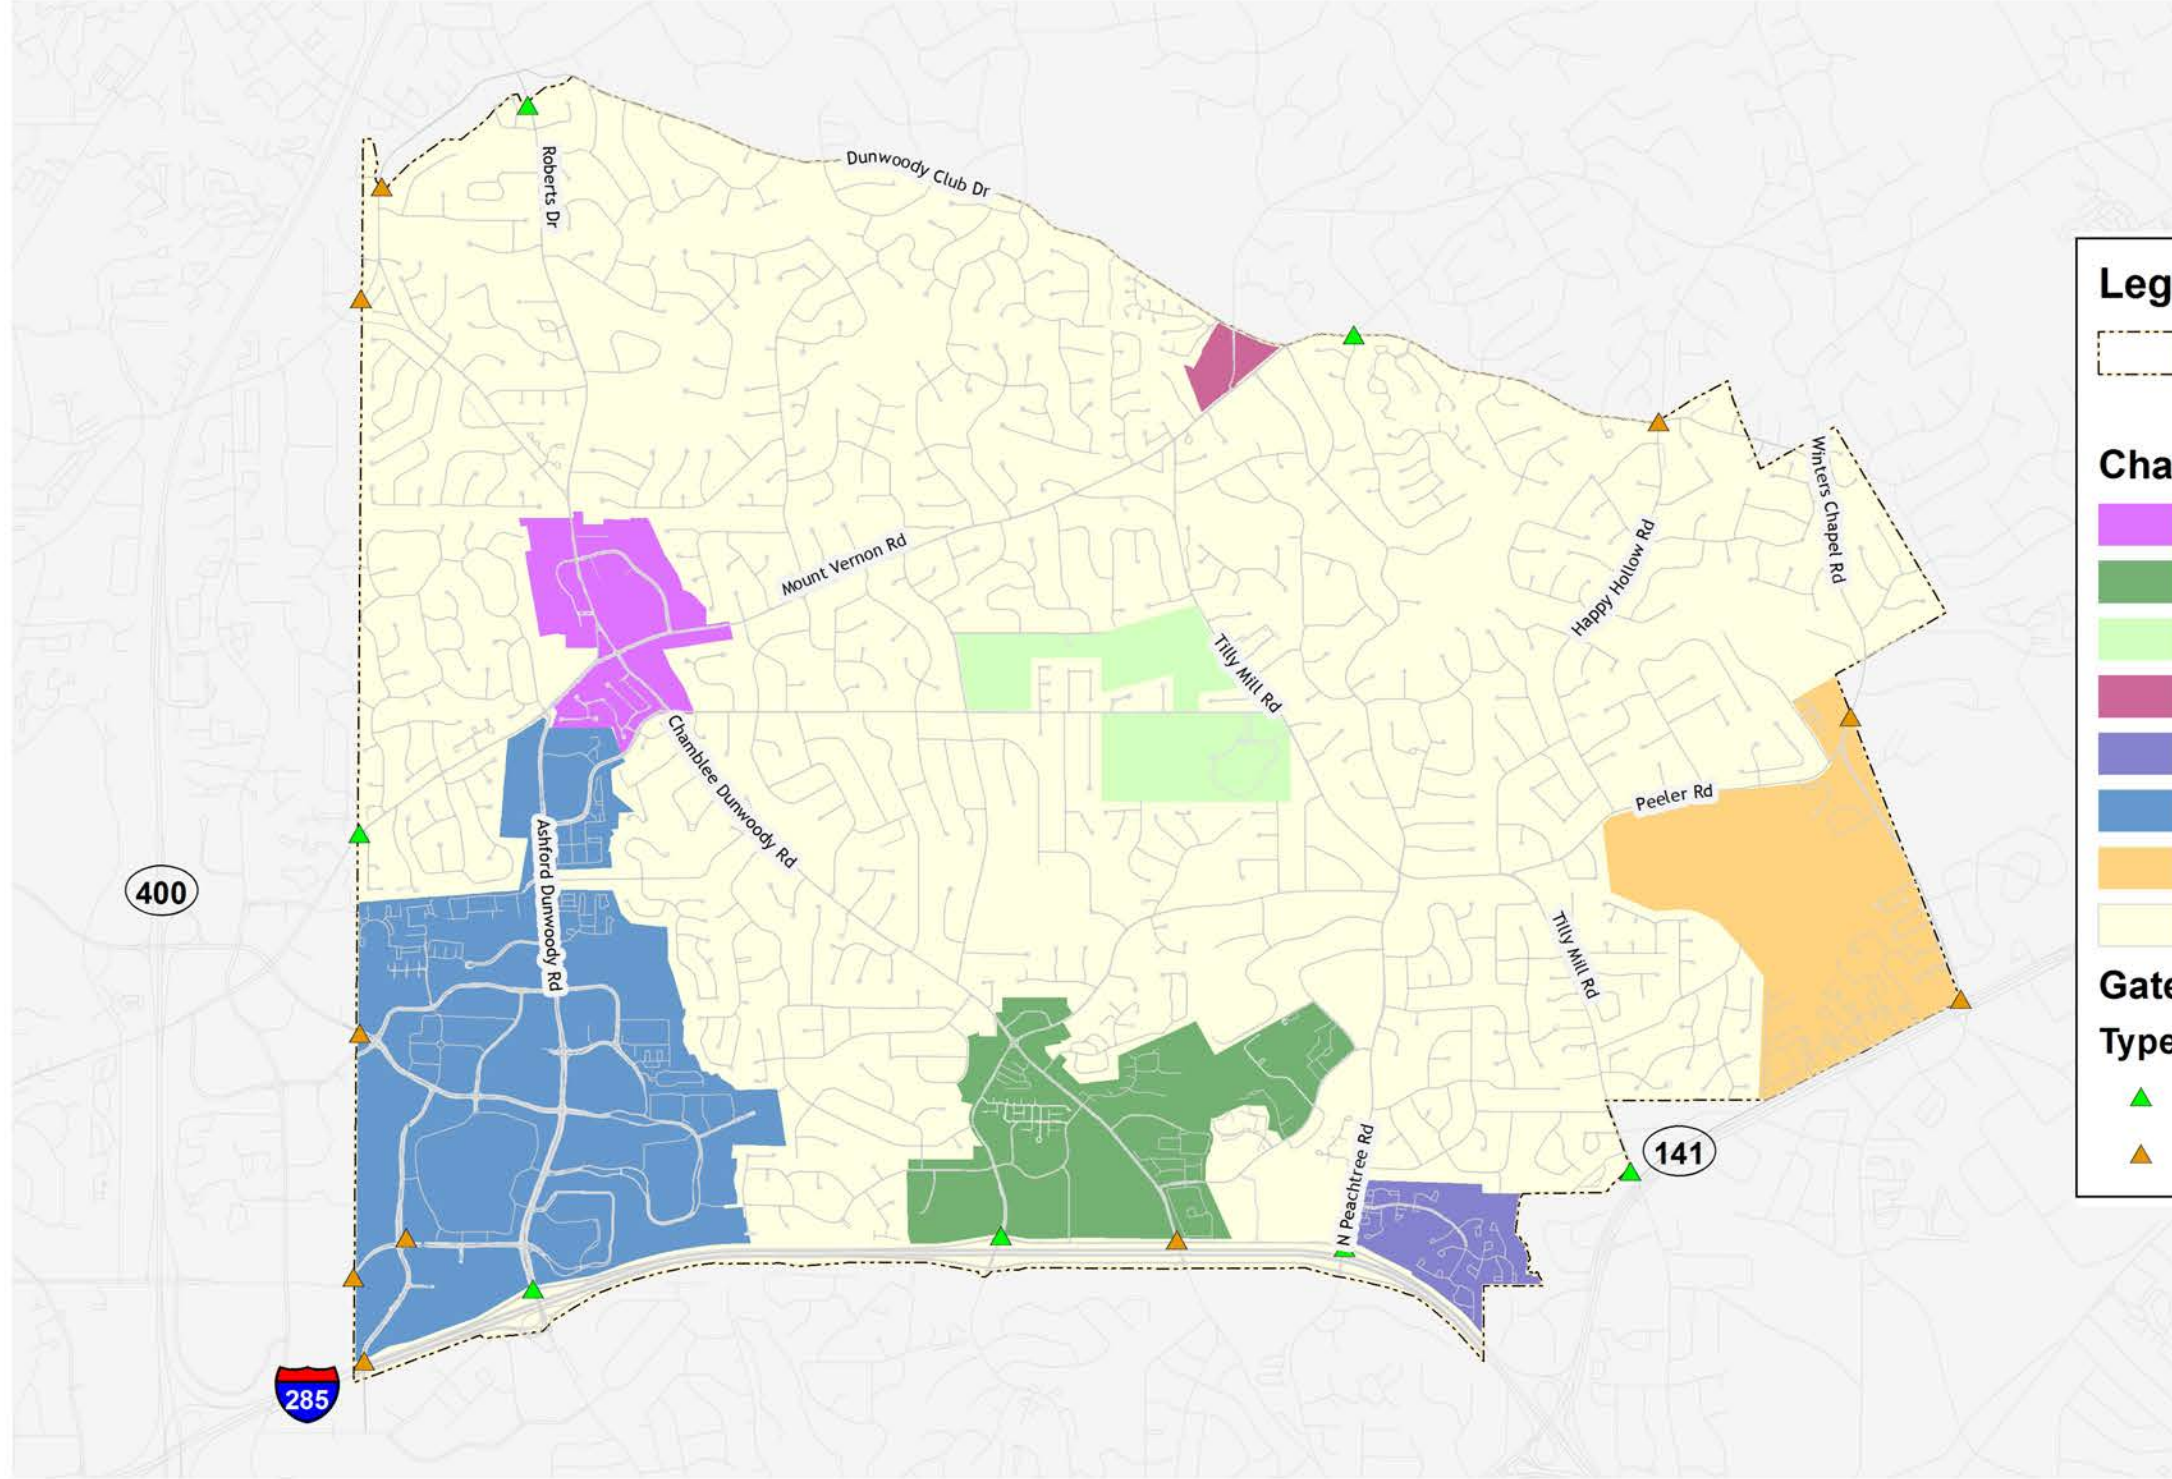 Roberts Dr
Dunwoody Club Dr
Leg
Winters Chapel Rd
Cha
Mount Vernon Rd
Happy Hollow Rd
Tilly Mill Rd
Chamblee Dunwoody Rd
Peeler Rd
Ashford Dunwoody Rd
400
Tilly Mill Rd
Gate
Type
N Peachtree Rd
141
285